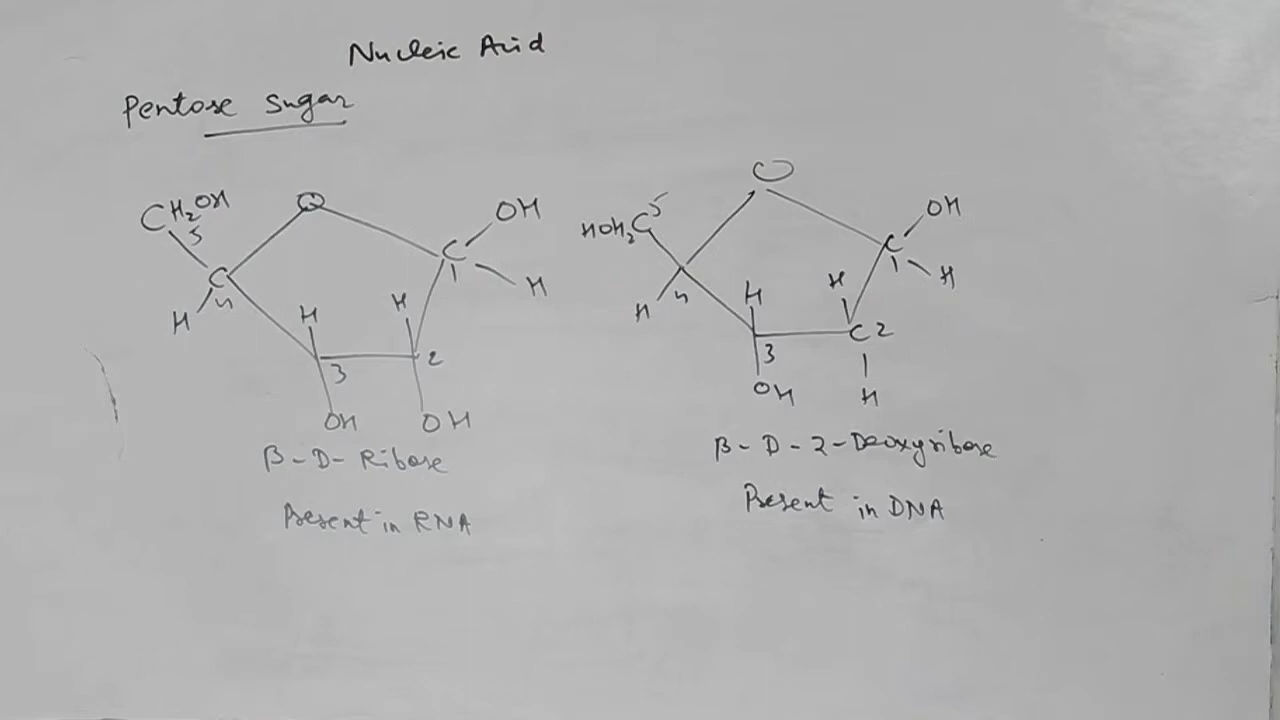 Nucleic Acid
Pentose Sugar
CH2OH O OH
5 C C
H 4 H H 1 H
3 2
OH OH
β-D-Ribose
Present in RNA
O
HOH2C 5 OH
C
H 4 H H 1 H
3 C 2
OH H
β-D-2-Deoxyribose
Present in DNA